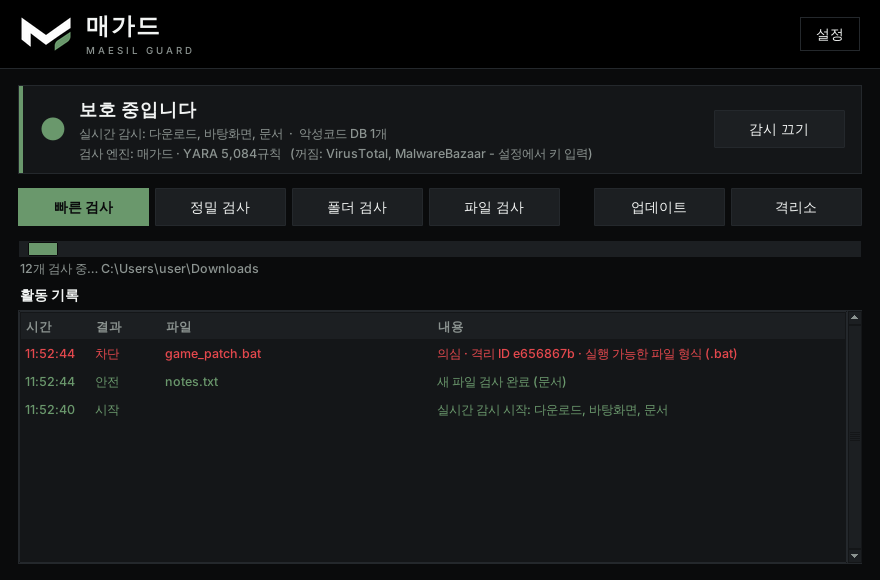 매가드
MAESIL GUARD
설정
보호 중입니다
실시간 감시: 다운로드, 바탕화면, 문서 · 악성코드 DB 1개
검사 엔진: 매가드 · YARA 5,084규칙 (꺼짐: VirusTotal, MalwareBazaar - 설정에서 키 입력)
감시 끄기
빠른 검사 정밀 검사 폴더 검사 파일 검사 업데이트 격리소
12개 검사 중... C:\Users\user\Downloads
활동 기록
시간 결과 파일 내용
11:52:44 차단 game_patch.bat 의심 · 격리 ID e656867b · 실행 가능한 파일 형식 (.bat)
11:52:44 안전 notes.txt 새 파일 검사 완료 (문서)
11:52:40 시작 실시간 감시 시작: 다운로드, 바탕화면, 문서